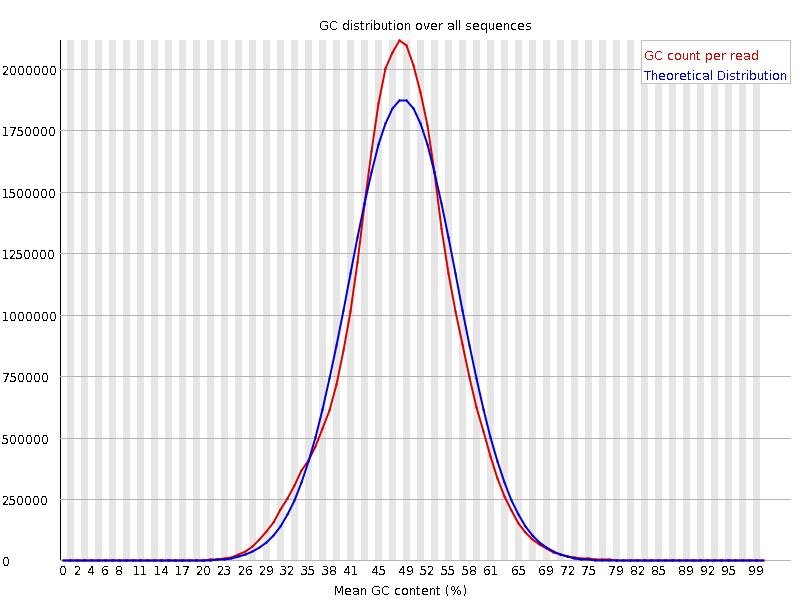 GC distribution over all sequences
GC count per read
Theoretical Distribution
2000000
1750000
1500000
1250000
1000000
750000
500000
250000
0
0 2 4 6 8 11 14 17 20 23 26 29 32 35 38 41 45 49 52 55 58 61 65 69 72 75 79 82 85 89 92 95 99
Mean GC content (%)